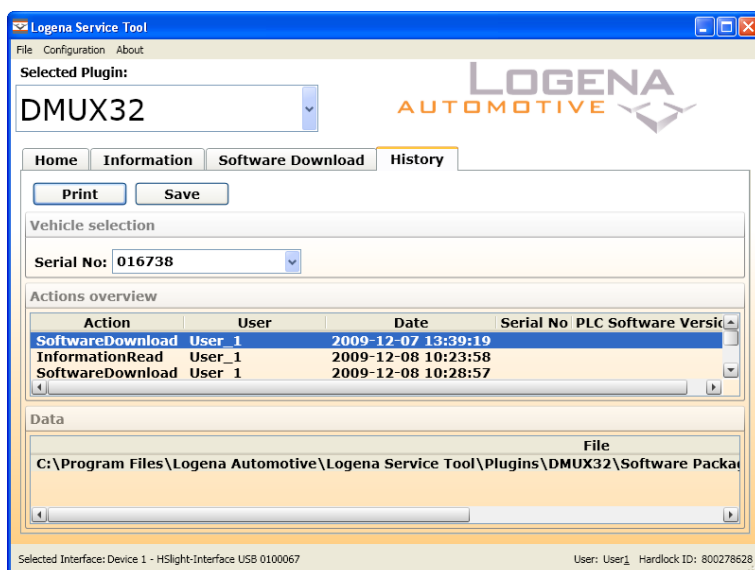 Logena Service Tool
File Configuration About
Selected Plugin:
DMUX32
LOGENA
AUTOMOTIVE
Home Information Software Download History
Print Save
Vehicle selection
Serial No: 016738
Actions overview
Action User Date Serial No PLC Software Versic
SoftwareDownload User_1 2009-12-07 13:39:19
InformationRead User_1 2009-12-08 10:23:58
SoftwareDownload User_1 2009-12-08 10:28:57
Data
File
C:\Program Files\Logena Automotive\Logena Service Tool\Plugins\DMUX32\Software Packa
Selected Interface: Device 1 - HSlight-Interface USB 0100067 User: User1 Hardlock ID: 800278628